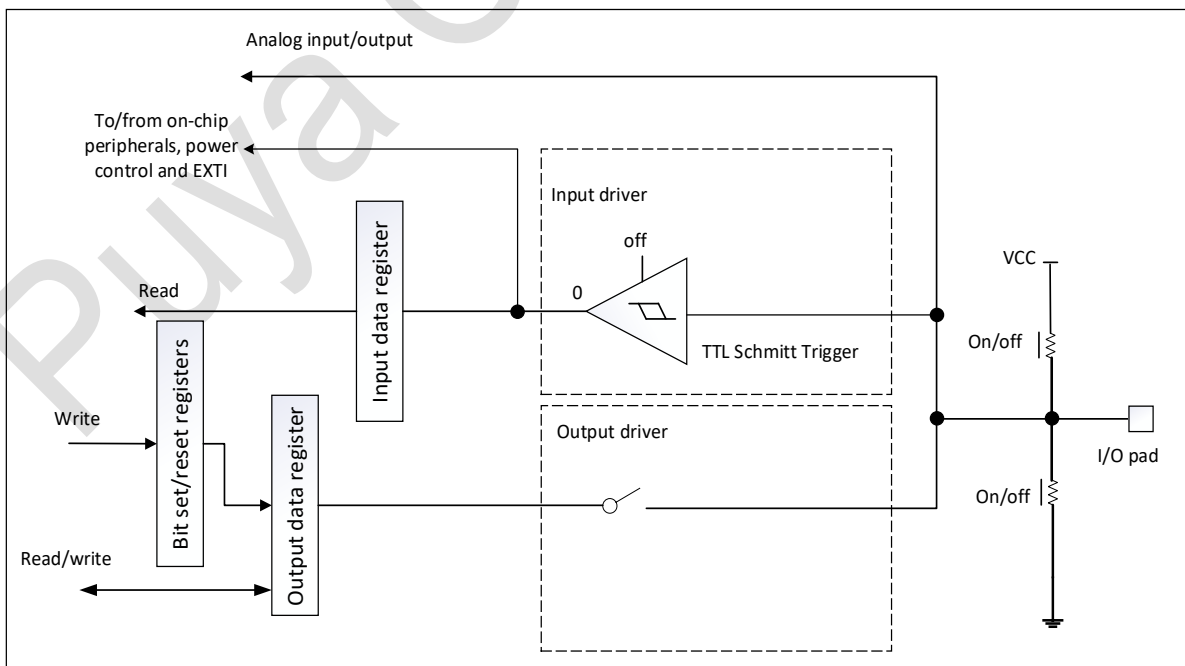 Analog input/output
To/from on-chip
peripherals, power
control and EXTI
Input driver
off
VCC
0
Read
Input data register
On/off
TTL Schmitt Trigger
Bit set/reset registers
Write
Output data register
Output driver
I/O pad
On/off
Read/write
Puya C